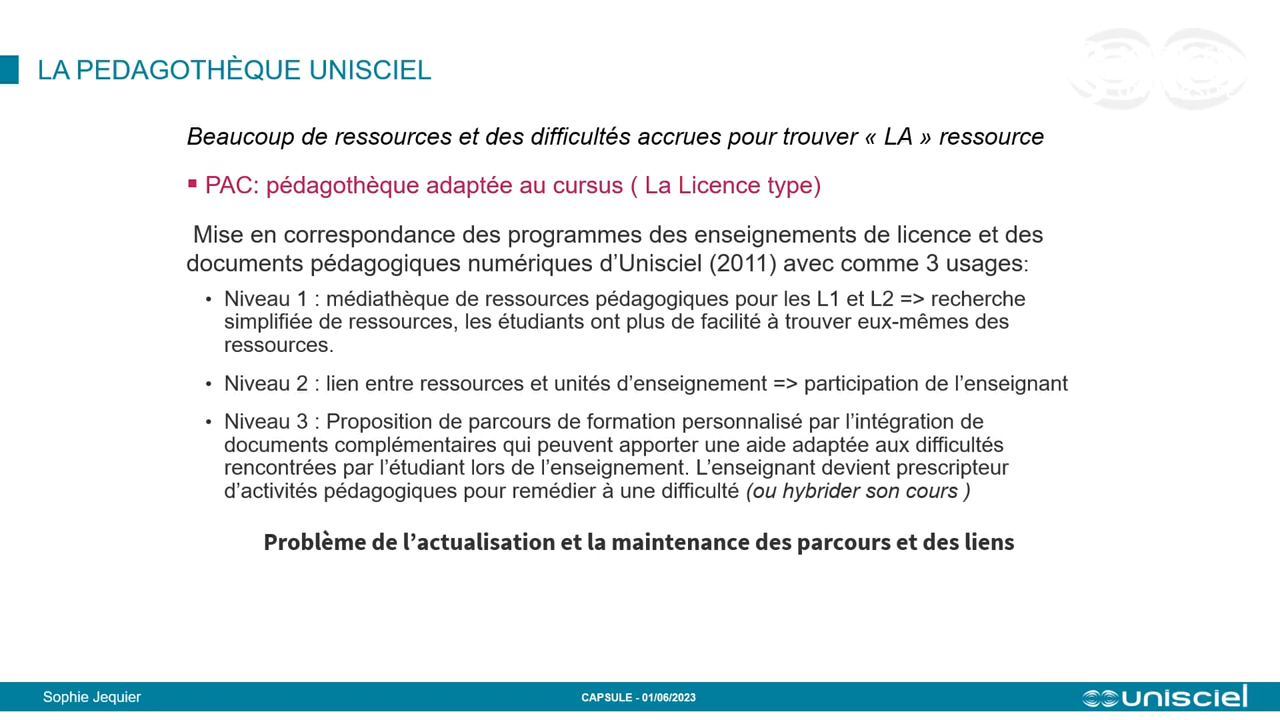 LA PEDAGOTHÈQUE UNISCIEL
Beaucoup de ressources et des difficultés accrues pour trouver « LA » ressource
▪ PAC: pédagothèque adaptée au cursus ( La Licence type)
Mise en correspondance des programmes des enseignements de licence et des
documents pédagogiques numériques d’Unisciel (2011) avec comme 3 usages:
• Niveau 1 : médiathèque de ressources pédagogiques pour les L1 et L2 => recherche
simplifiée de ressources, les étudiants ont plus de facilité à trouver eux-mêmes des
ressources.
• Niveau 2 : lien entre ressources et unités d’enseignement => participation de l’enseignant
• Niveau 3 : Proposition de parcours de formation personnalisé par l’intégration de
documents complémentaires qui peuvent apporter une aide adaptée aux difficultés
rencontrées par l’étudiant lors de l’enseignement. L’enseignant devient prescripteur
d’activités pédagogiques pour remédier à une difficulté (ou hybrider son cours )
Problème de l’actualisation et la maintenance des parcours et des liens
Sophie Jequier
CAPSULE - 01/06/2023
unisciel